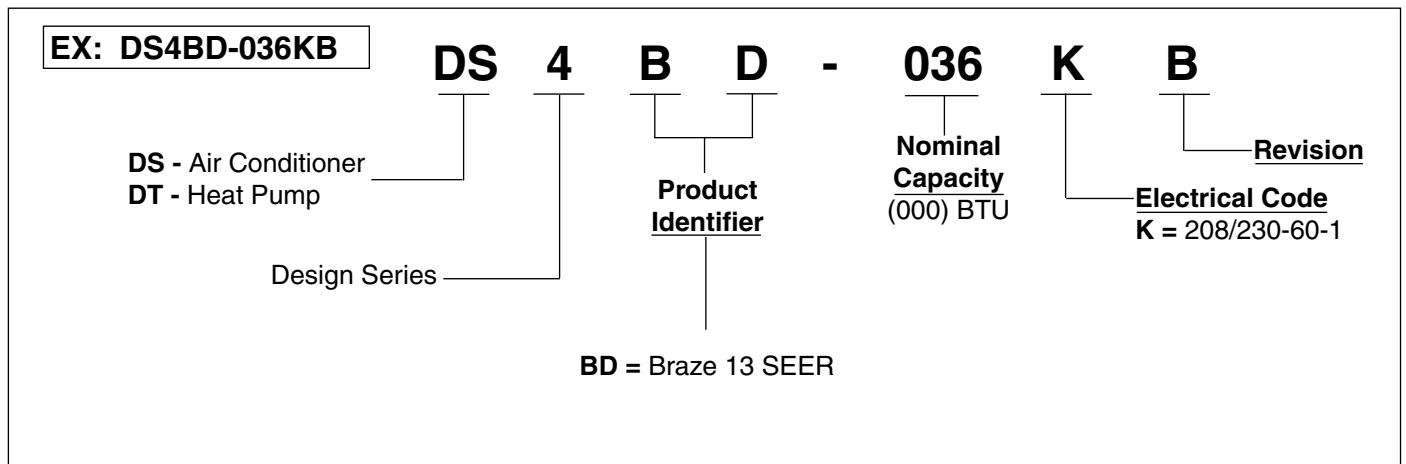 EX: DS4BD-036KB
DS 4 B D - 036 K B
DS - Air Conditioner
DT - Heat Pump
Design Series
Product
Identifier
BD = Braze 13 SEER
Nominal
Capacity
(000) BTU
Electrical Code
K = 208/230-60-1
Revision